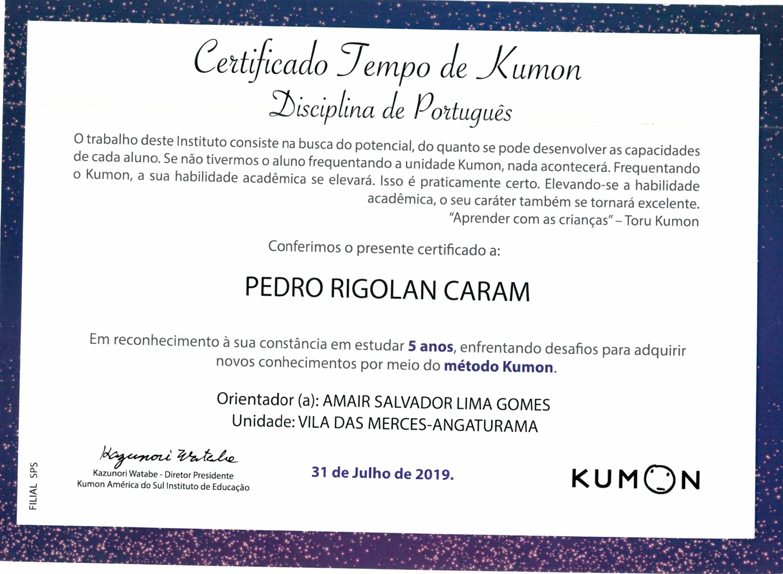 Certificado Tempo de Kumon
Disciplina de Português
O trabalho deste Instituto consiste na busca do potencial, do quanto se pode desenvolver as capacidades
de cada aluno. Se não tivermos o aluno frequentando a unidade Kumon, nada acontecerá. Frequentando
o Kumon, a sua habilidade acadêmica se elevará. Isso é praticamente certo. Elevando-se a habilidade
acadêmica, o seu caráter também se tornará excelente.
“Aprender com as crianças” – Toru Kumon
Conferimos o presente certificado a:
PEDRO RIGOLAN CARAM
Em reconhecimento à sua constância em estudar 5 anos, enfrentando desafios para adquirir
novos conhecimentos por meio do método Kumon.
Orientador (a): AMAIR SALVADOR LIMA GOMES
Unidade: VILA DAS MERCES-ANGATURAMA
Kazunori Watabe
Kazunori Watabe - Diretor Presidente
Kumon América do Sul Instituto de Educação
31 de Julho de 2019.
KUMON
FILIAL SPS